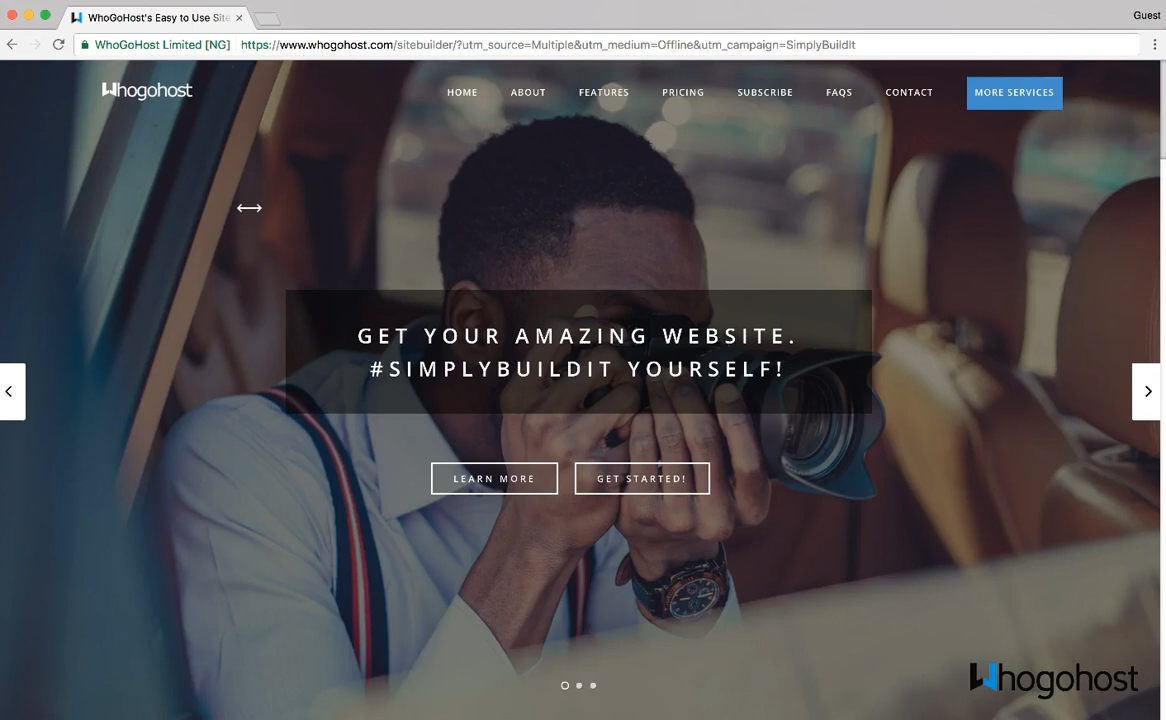 WhoGoHost's Easy to Use Site
Guest
WhoGoHost Limited [NG]
https://www.whogohost.com/sitebuilder/?utm_source=Multiple&utm_medium=Offline&utm_campaign=SimplyBuildIt
Whogohost
HOME ABOUT FEATURES PRICING SUBSCRIBE FAQS CONTACT MORE SERVICES
GET YOUR AMAZING WEBSITE.
#SIMPLYBUILDIT YOURSELF!
LEARN MORE
GET STARTED!
Whogohost